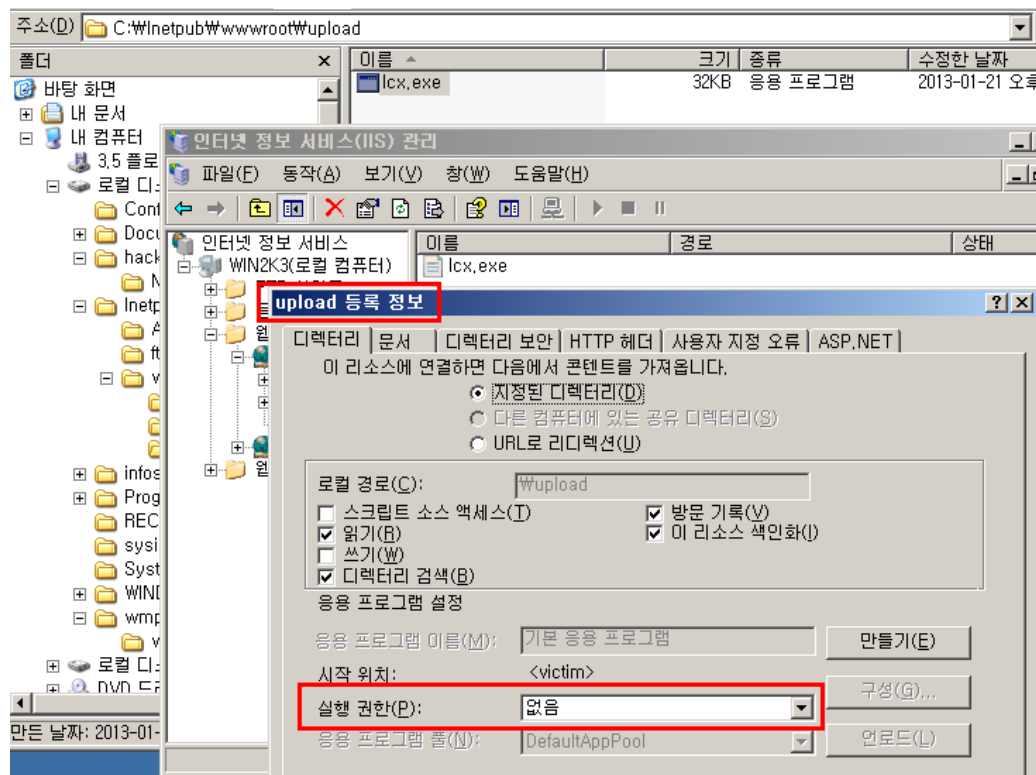 주소(D) C:\Inetpub\wwwroot\upload
폴더
이름 크기 종류 수정한 날짜
lcx.exe 32KB 응용 프로그램 2013-01-21 오후
바탕 화면
내 문서
내 컴퓨터
3,5 플로
로컬 디
Conf
Docu
hack
N
Inetp
A
ft
infos
Prog
REC
sysi
Syst
WIND
로컬 디
만든 날짜: 2013-01-
인터넷 정보 서비스(IIS) 관리
파일(F) 동작(A) 보기(V) 창(W) 도움말(H)
인터넷 정보 서비스
WIN2K3(로컬 컴퓨터)
이름 경로 상태
lcx.exe
웹
웹
upload 등록 정보
디렉터리 문서 디렉터리 보안 HTTP 헤더 사용자 지정 오류 ASP.NET
이 리소스에 연결하면 다음에서 콘텐트를 가져옵니다.
지정된 디렉터리(D)
다른 컴퓨터에 있는 공유 디렉터리(S)
URL로 리디렉션(U)
로컬 경로(C): \upload
스크립트 소스 액세스(T) 방문 기록(V)
읽기(R) 이 리소스 색인화(I)
쓰기(W)
디렉터리 검색(B)
응용 프로그램 설정
응용 프로그램 이름(M): 기본 응용 프로그램 만들기(E)
시작 위치: <victim>
구성(G)...
실행 권한(P): 없음
응용 프로그램 풀(N): DefaultAppPool 언로드(L)